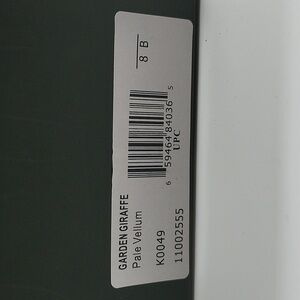 GARDEN GIRAFFE
Pale Vellum
K0049
11002555
6 59464 84036 5
UPC
8 B